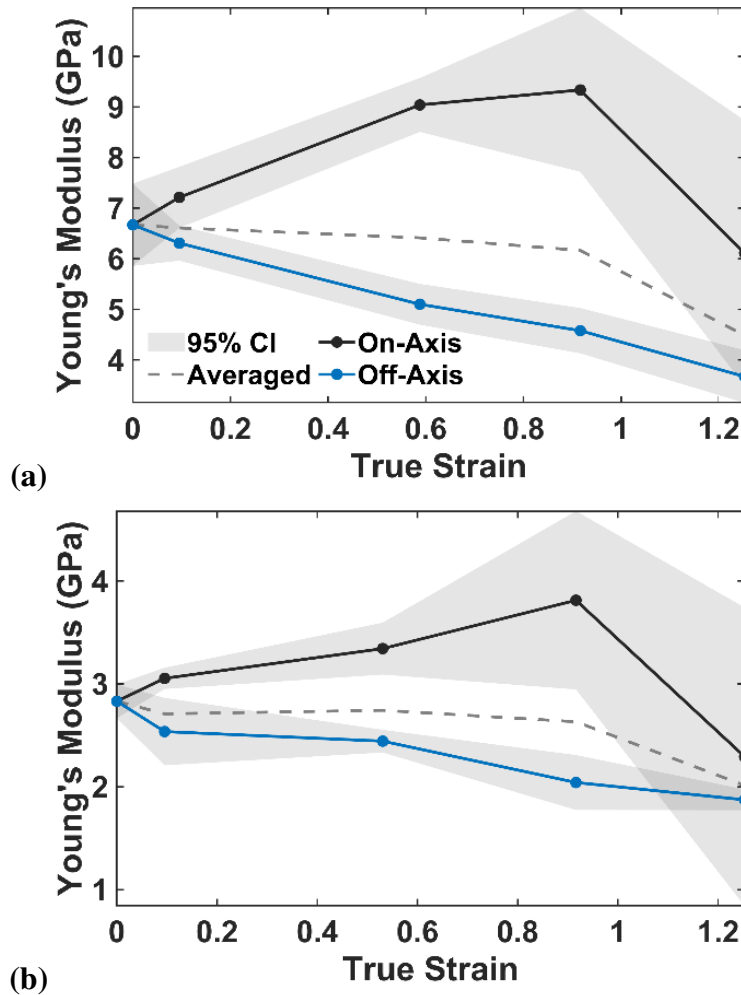 Young's Modulus (GPa)
10
9
8
7
6
5
4
95% CI
On-Axis
Averaged
Off-Axis
0
0.2
0.4
0.6
0.8
1
1.2
True Strain
(a)
Young's Modulus (GPa)
4
3
2
1
0
0.2
0.4
0.6
0.8
1
1.2
True Strain
(b)